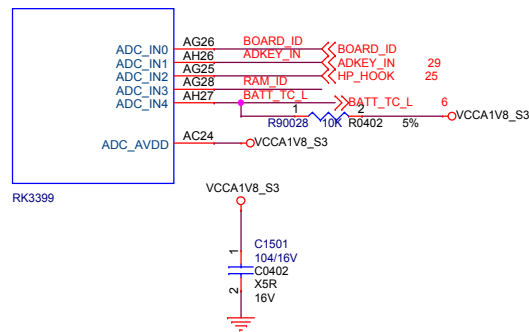 ADC_IN0 AG26 BOARD_ID BOARD_ID
ADC_IN1 AH26 ADKEY_IN ADKEY_IN 29
ADC_IN2 AG25 HP_HOOK 25
ADC_IN3 AG28 RAM_ID
ADC_IN4 AH27 BATT_TC_L BATT_TC_L 6
1 2
R90028 10K R0402 5% VCCA1V8_S3
ADC_AVDD AC24 VCCA1V8_S3
RK3399
VCCA1V8_S3
1
C1501
104/16V
C0402
X5R
2
16V